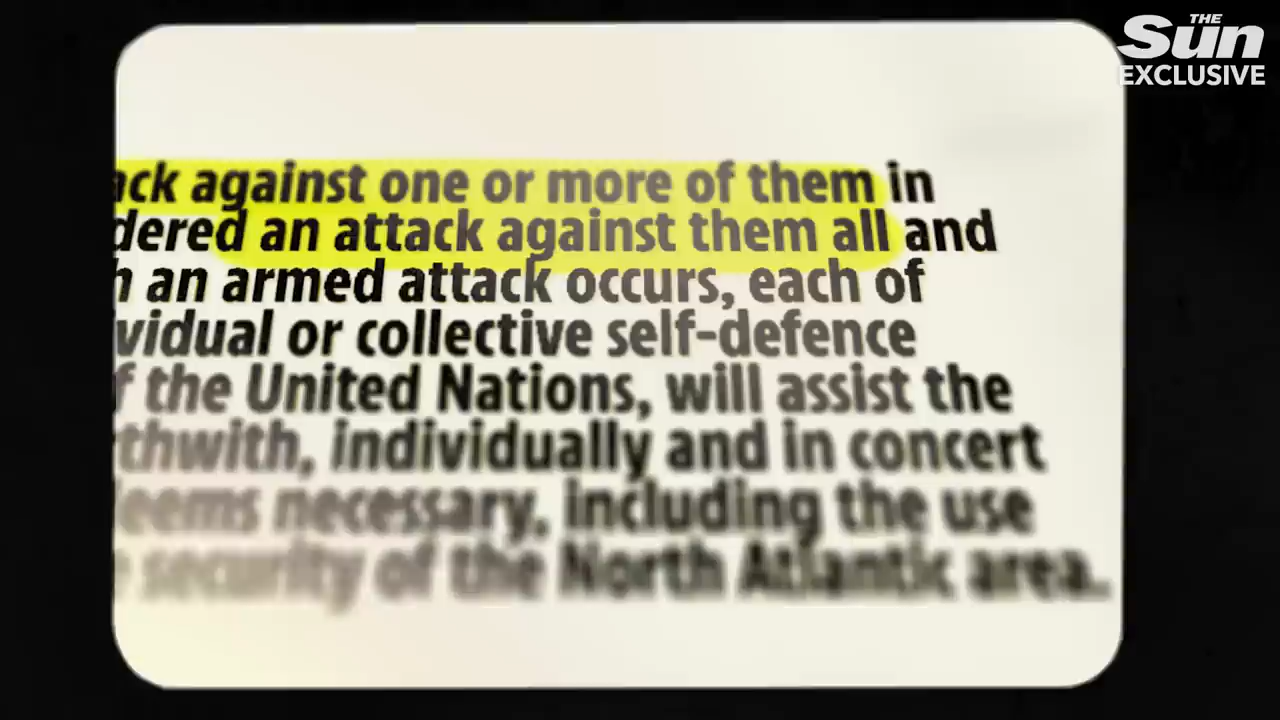 THE
Sun
EXCLUSIVE
ack against one or more of them in
dered an attack against them all and
h an armed attack occurs, each of
vidual or collective self-defence
f the United Nations, will assist the
thwith, individually and in concert
eems necessary, including the use
security of the North Atlantic area.